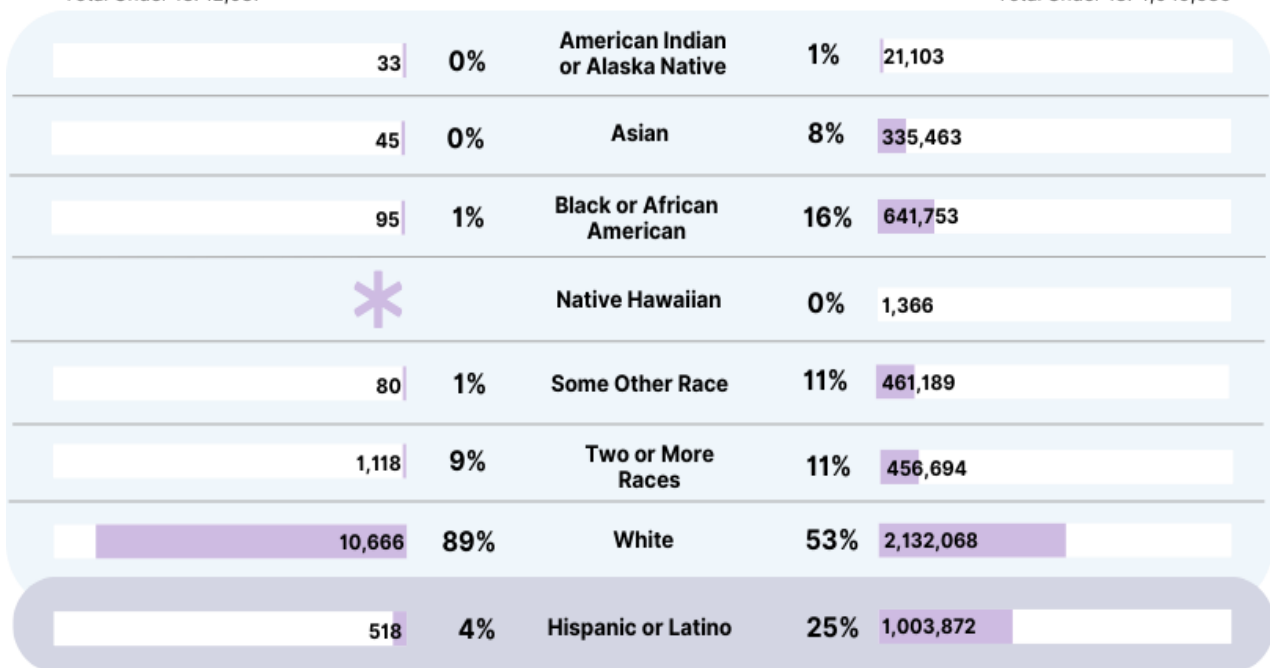 33 0% American Indian or Alaska Native 1% 21,103
45 0% Asian 8% 335,463
95 1% Black or African American 16% 641,753
Native Hawaiian 0% 1,366
80 1% Some Other Race 11% 461,189
1,118 9% Two or More Races 11% 456,694
10,666 89% White 53% 2,132,068
518 4% Hispanic or Latino 25% 1,003,872